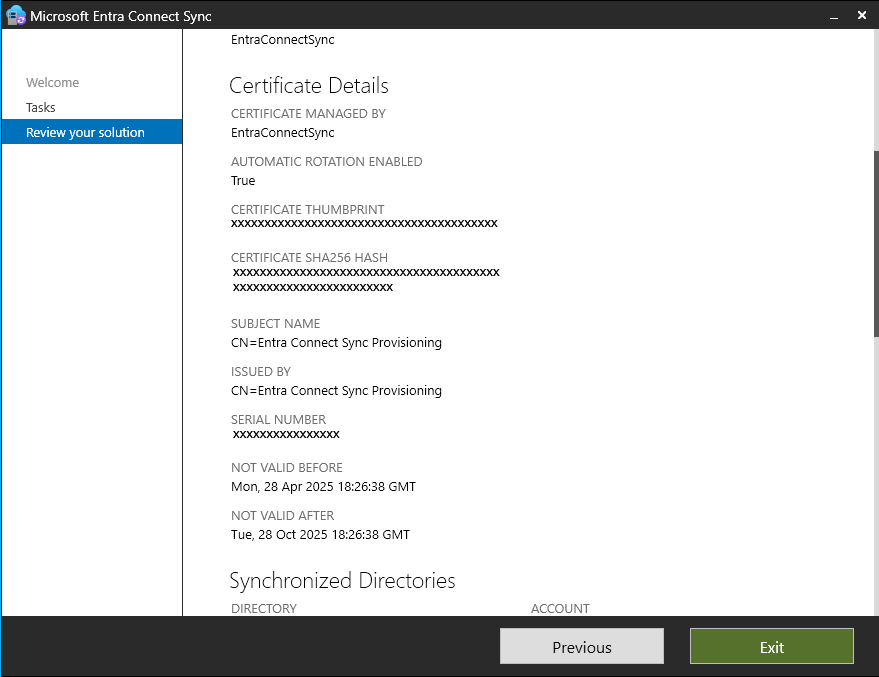 Microsoft Entra Connect Sync
Welcome
Tasks
Review your solution
EntraConnectSync
Certificate Details
CERTIFICATE MANAGED BY
EntraConnectSync
AUTOMATIC ROTATION ENABLED
True
CERTIFICATE THUMBPRINT
xxxxxxxxxxxxxxxxxxxxxxxxxxxxxxxxxxxxxxxx
CERTIFICATE SHA256 HASH
xxxxxxxxxxxxxxxxxxxxxxxxxxxxxxxxxxxxxxxx
xxxxxxxxxxxxxxxxxxxxxxxx
SUBJECT NAME
CN=Entra Connect Sync Provisioning
ISSUED BY
CN=Entra Connect Sync Provisioning
SERIAL NUMBER
xxxxxxxxxxxxxxxx
NOT VALID BEFORE
Mon, 28 Apr 2025 18:26:38 GMT
NOT VALID AFTER
Tue, 28 Oct 2025 18:26:38 GMT
Synchronized Directories
DIRECTORY ACCOUNT
Previous Exit